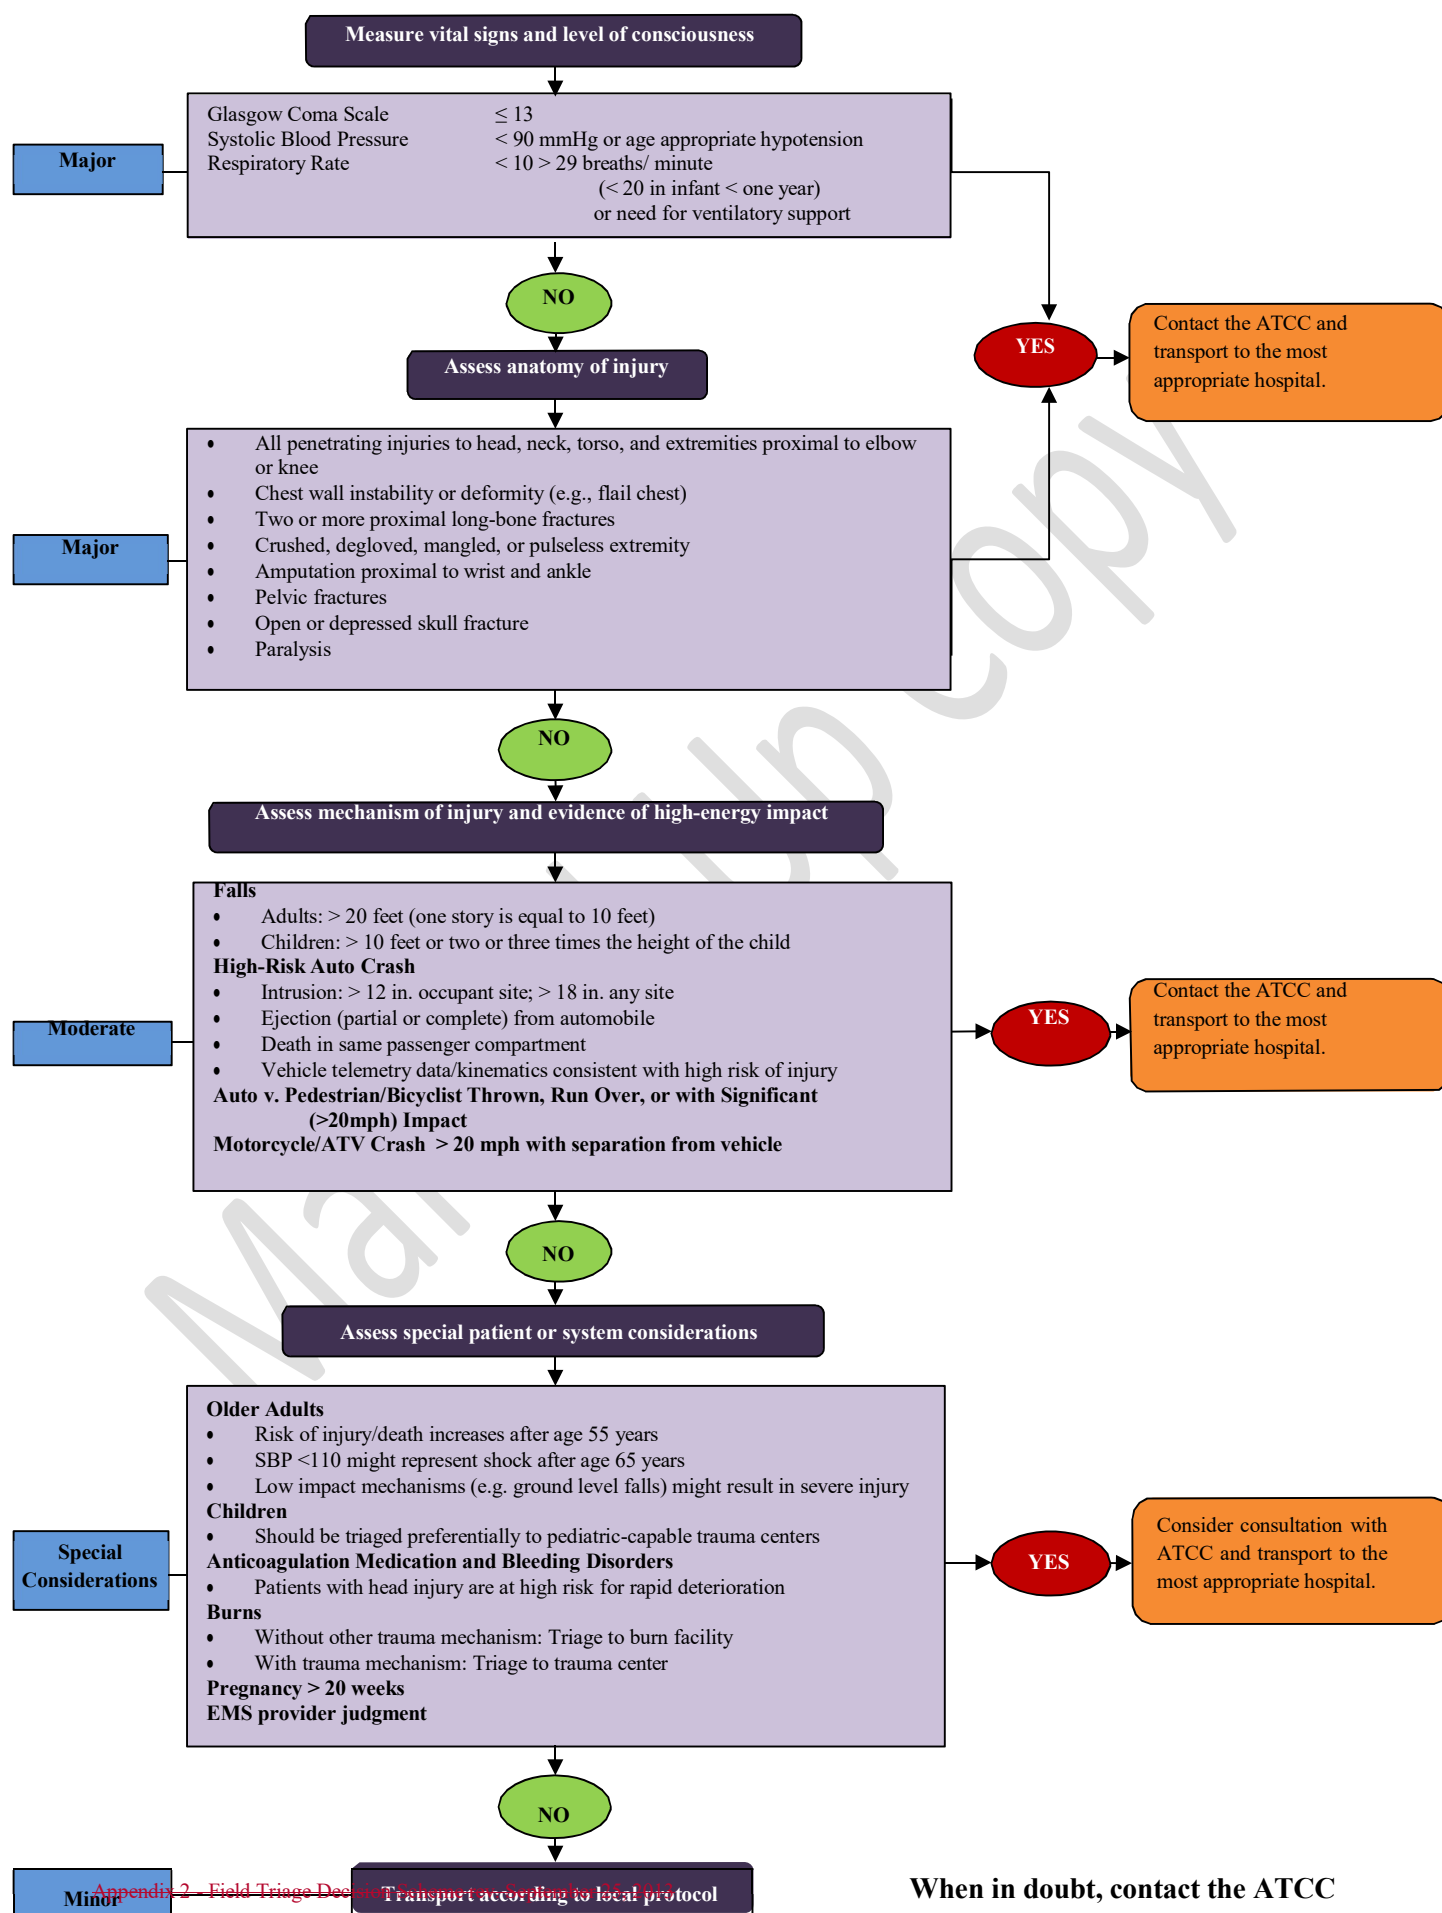 Measure vital signs and level of consciousness
Glasgow Coma Scale ≤ 13
Systolic Blood Pressure < 90 mmHg or age appropriate hypotension
Respiratory Rate < 10 > 29 breaths/ minute
(< 20 in infant < one year)
or need for ventilatory support
Major
NO
YES
Contact the ATCC and
transport to the most
appropriate hospital.
Assess anatomy of injury
• All penetrating injuries to head, neck, torso, and extremities proximal to elbow
or knee
• Chest wall instability or deformity (e.g., flail chest)
• Two or more proximal long-bone fractures
• Crushed, degloved, mangled, or pulseless extremity
• Amputation proximal to wrist and ankle
• Pelvic fractures
• Open or depressed skull fracture
• Paralysis
Major
NO
Assess mechanism of injury and evidence of high-energy impact
Falls
• Adults: > 20 feet (one story is equal to 10 feet)
• Children: > 10 feet or two or three times the height of the child
High-Risk Auto Crash
• Intrusion: > 12 in. occupant site; > 18 in. any site
• Ejection (partial or complete) from automobile
• Death in same passenger compartment
• Vehicle telemetry data/kinematics consistent with high risk of injury
Auto v. Pedestrian/Bicyclist Thrown, Run Over, or with Significant
(>20mph) Impact
Motorcycle/ATV Crash > 20 mph with separation from vehicle
Moderate
YES
Contact the ATCC and
transport to the most
appropriate hospital.
NO
Assess special patient or system considerations
Older Adults
• Risk of injury/death increases after age 55 years
• SBP <110 might represent shock after age 65 years
• Low impact mechanisms (e.g. ground level falls) might result in severe injury
Children
• Should be triaged preferentially to pediatric-capable trauma centers
Anticoagulation Medication and Bleeding Disorders
• Patients with head injury are at high risk for rapid deterioration
Burns
• Without other trauma mechanism: Triage to burn facility
• With trauma mechanism: Triage to trauma center
Pregnancy > 20 weeks
EMS provider judgment
Special
Considerations
YES
Consider consultation with
ATCC and transport to the
most appropriate hospital.
NO
Minor
Transport according to local protocol
When in doubt, contact the ATCC
Appendix 2 - Field Triage Decision Scheme
Up Copy